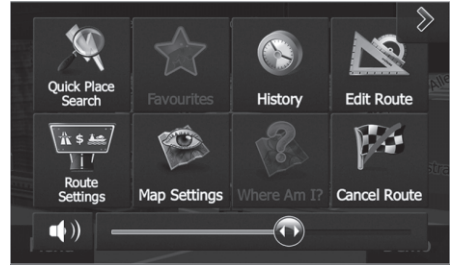 Quick Place
Search
Favourites
History
Edit Route
Route
Settings
Map Settings
Where Am I?
Cancel Route